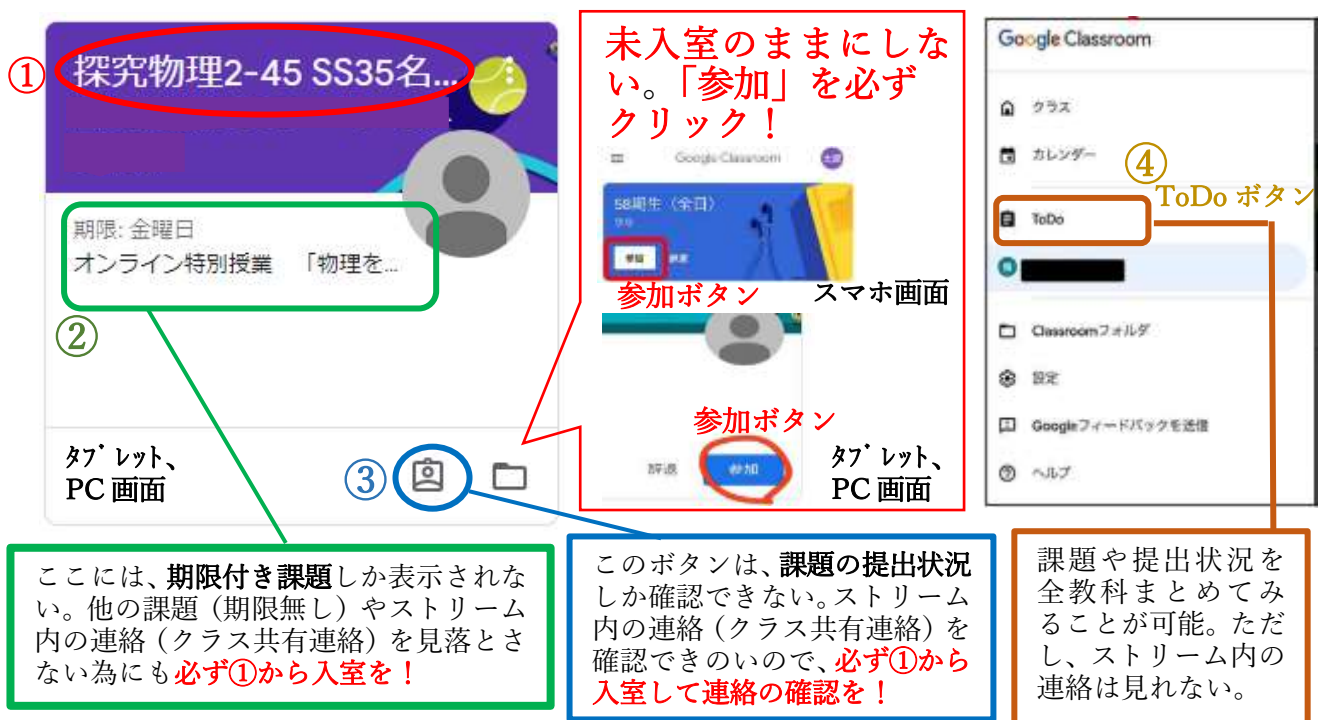 ①
探究物理2-45 SS35名...
期限: 金曜日
オンライン特別授業 「物理を...
②
タブレット、
PC 画面
③
未入室のままにしな
い。「参加」を必ず
クリック！
Google Classroom
58期生（全日）
参加
参加ボタン
スマホ画面
参加ボタン
辞退
参加
タブレット、
PC 画面
Google Classroom
クラス
カレンダー
④
ToDo ボタン
ToDo
Classroomフォルダ
設定
Googleフィードバックを送信
ヘルプ
ここには、期限付き課題しか表示されな
い。他の課題（期限無し）やストリーム
内の連絡（クラス共有連絡）を見落とさ
ない為にも必ず①から入室を！
このボタンは、課題の提出状況
しか確認できない。ストリーム
内の連絡（クラス共有連絡）を
確認できのいので、必ず①から
入室して連絡の確認を！
課題や提出状況を
全教科まとめてみ
ることが可能。ただ
し、ストリーム内の
連絡は見れない。